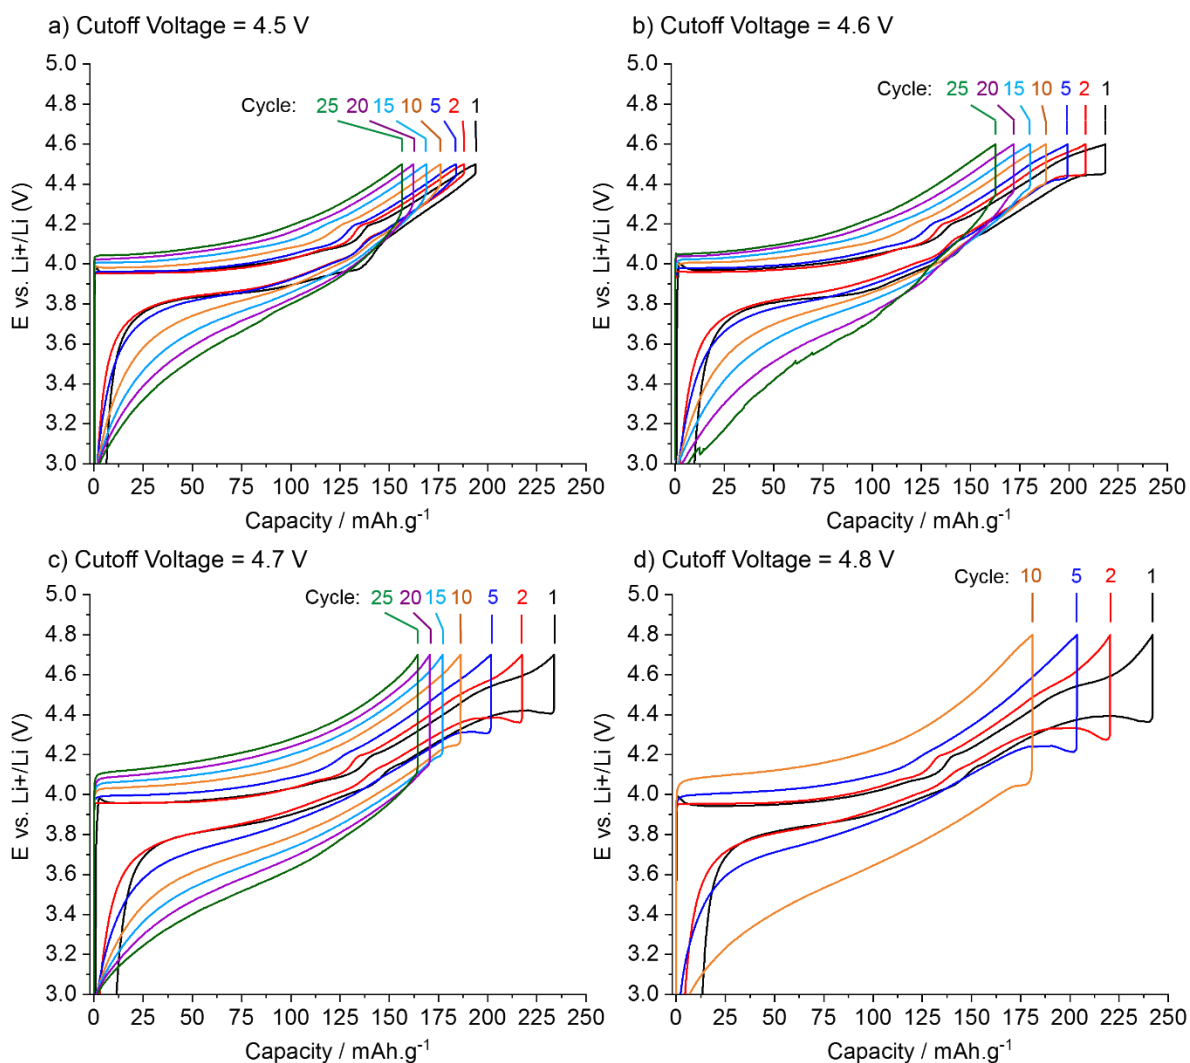 a) Cutoff Voltage = 4.5 V
5.0
4.8
4.6
4.4
4.2
4.0
3.8
3.6
3.4
3.2
3.0
E vs. Li+/Li (V)
Cycle: 25 20 15 10 5 2 1
0 25 50 75 100 125 150 175 200 225 250
Capacity / mAh.g⁻¹
b) Cutoff Voltage = 4.6 V
5.0
4.8
4.6
4.4
4.2
4.0
3.8
3.6
3.4
3.2
3.0
E vs. Li+/Li (V)
Cycle: 25 20 15 10 5 2 1
0 25 50 75 100 125 150 175 200 225 250
Capacity / mAh.g⁻¹
c) Cutoff Voltage = 4.7 V
5.0
4.8
4.6
4.4
4.2
4.0
3.8
3.6
3.4
3.2
3.0
E vs. Li+/Li (V)
Cycle: 25 20 15 10 5 2 1
0 25 50 75 100 125 150 175 200 225 250
Capacity / mAh.g⁻¹
d) Cutoff Voltage = 4.8 V
5.0
4.8
4.6
4.4
4.2
4.0
3.8
3.6
3.4
3.2
3.0
E vs. Li+/Li (V)
Cycle: 10 5 2 1
0 25 50 75 100 125 150 175 200 225 250
Capacity / mAh.g⁻¹